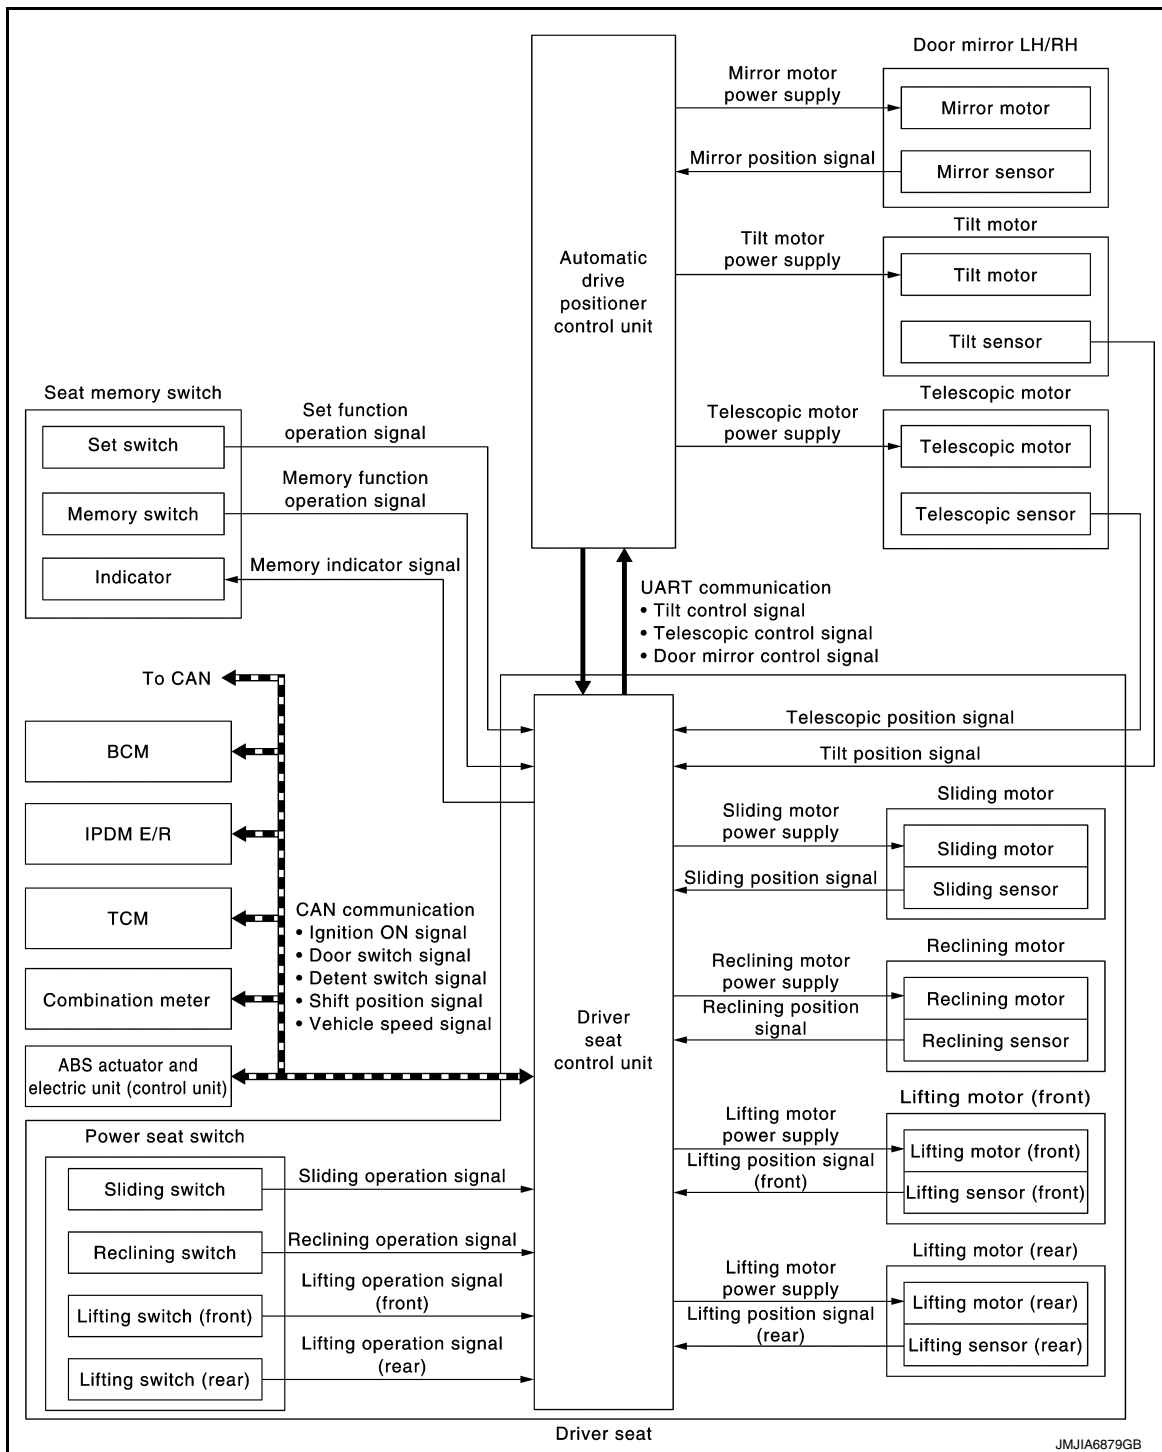 Door mirror LH/RH
Mirror motor
power supply
Mirror motor
Mirror position signal
Mirror sensor
Tilt motor
Tilt motor
power supply
Tilt motor
Automatic
drive
positioner
control unit
Tilt sensor
Telescopic motor
Telescopic motor
power supply
Telescopic motor
Telescopic sensor
Seat memory switch
Set function
operation signal
Set switch
Memory function
operation signal
Memory switch
Memory indicator signal
Indicator
UART communication
• Tilt control signal
• Telescopic control signal
• Door mirror control signal
To CAN
BCM
IPDM E/R
TCM
Combination meter
ABS actuator and
electric unit (control unit)
CAN communication
• Ignition ON signal
• Door switch signal
• Detent switch signal
• Shift position signal
• Vehicle speed signal
Telescopic position signal
Tilt position signal
Sliding motor
Sliding motor
power supply
Sliding motor
Sliding position signal
Sliding sensor
Reclining motor
Reclining motor
power supply
Reclining motor
Reclining position
signal
Reclining sensor
Driver
seat
control unit
Lifting motor (front)
Lifting motor
power supply
Lifting motor (front)
Lifting position signal
(front)
Lifting sensor (front)
Lifting motor (rear)
Lifting motor
power supply
Lifting motor (rear)
Lifting position signal
(rear)
Lifting sensor (rear)
Power seat switch
Sliding switch
Sliding operation signal
Reclining switch
Reclining operation signal
Lifting switch (front)
Lifting operation signal
(front)
Lifting switch (rear)
Lifting operation signal
(rear)
Driver seat
JMJIA6879GB